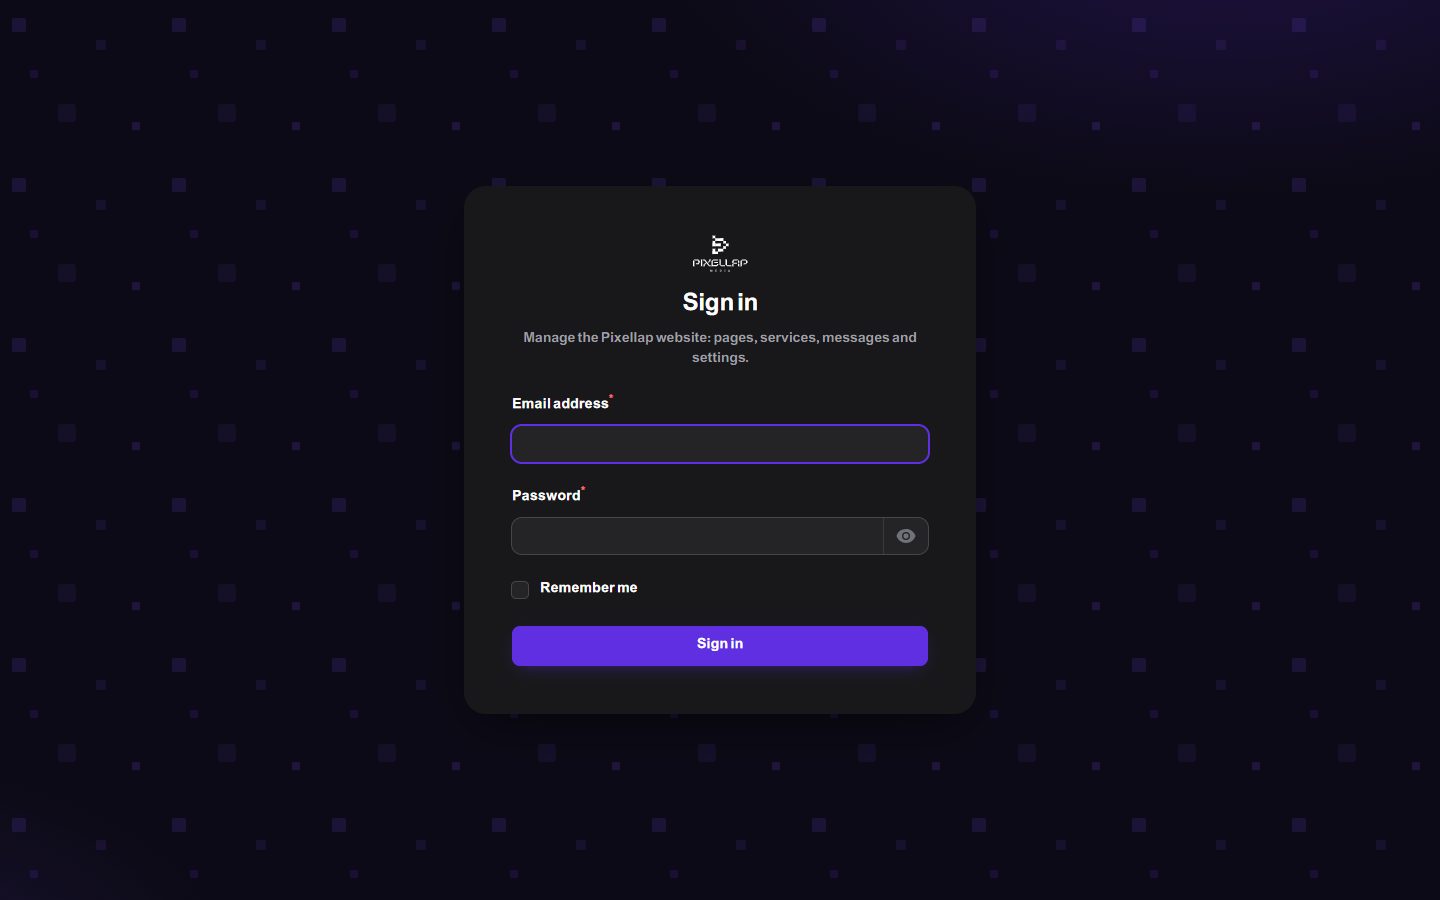 PIXELLAP
MEDIA
Sign in
Manage the Pixellap website: pages, services, messages and
settings.
Email address*
Password*
Remember me
Sign in